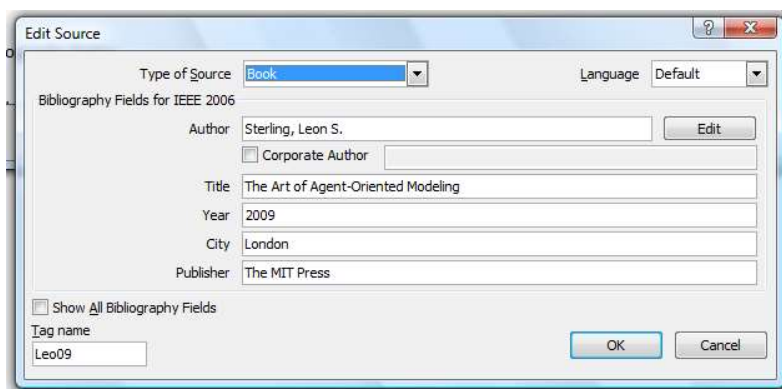 Edit Source
Type of Source Book Language Default
Bibliography Fields for IEEE 2006
Author Sterling, Leon S. Edit
Corporate Author
Title The Art of Agent-Oriented Modeling
Year 2009
City London
Publisher The MIT Press
Show All Bibliography Fields
Tag name
Leo09
OK Cancel